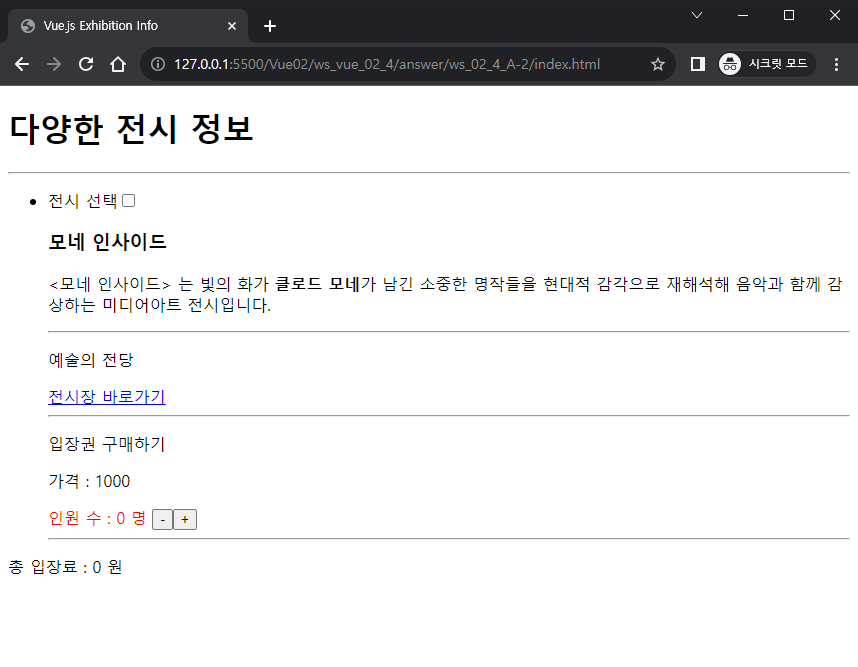 Vue.js Exhibition Info
127.0.0.1:5500/Vue02/ws_vue_02_4/answer/ws_02_4_A-2/index.html
시크릿 모드
다양한 전시 정보
전시 선택
모네 인사이드
<모네 인사이드> 는 빛의 화가 클로드 모네가 남긴 소중한 명작들을 현대적 감각으로 재해석해 음악과 함께 감
상하는 미디어아트 전시입니다.
예술의 전당
전시장 바로가기
입장권 구매하기
가격 : 1000
인원 수 : 0 명 - +
총 입장료 : 0 원